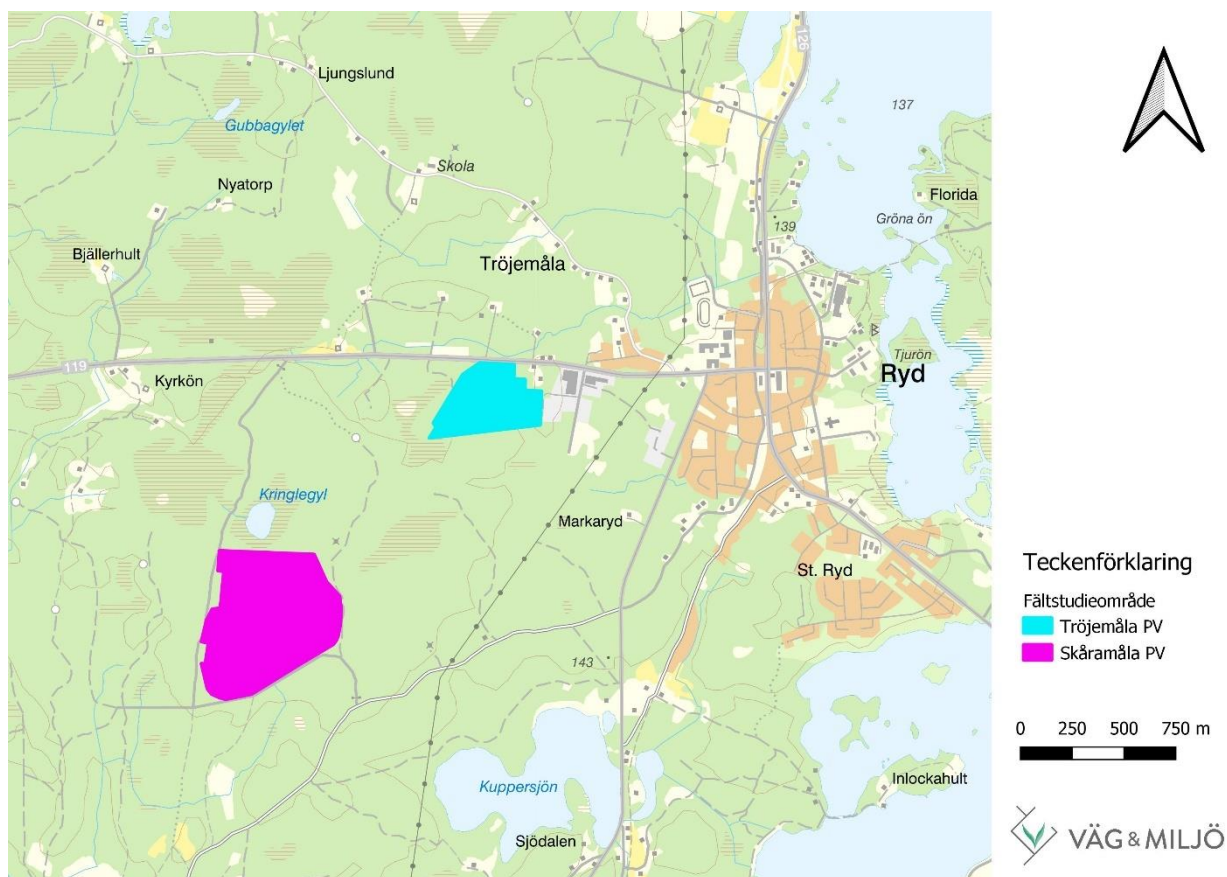 126
Ljungslund
137
Gubbagylet
Skola
Nyatorp
Florida
Gröna ön
139
Bjällerhult
Tröjemåla
Tjurön
119
Kyrkön
Ryd
Kringlegyl
Markaryd
St. Ryd
143
Kuppersjön
Inlockahult
Sjödalen
Teckenförklaring
Fältstudieområde
Tröjemåla PV
Skåramåla PV
0 250 500 750 m
VÄG & MILJÖ